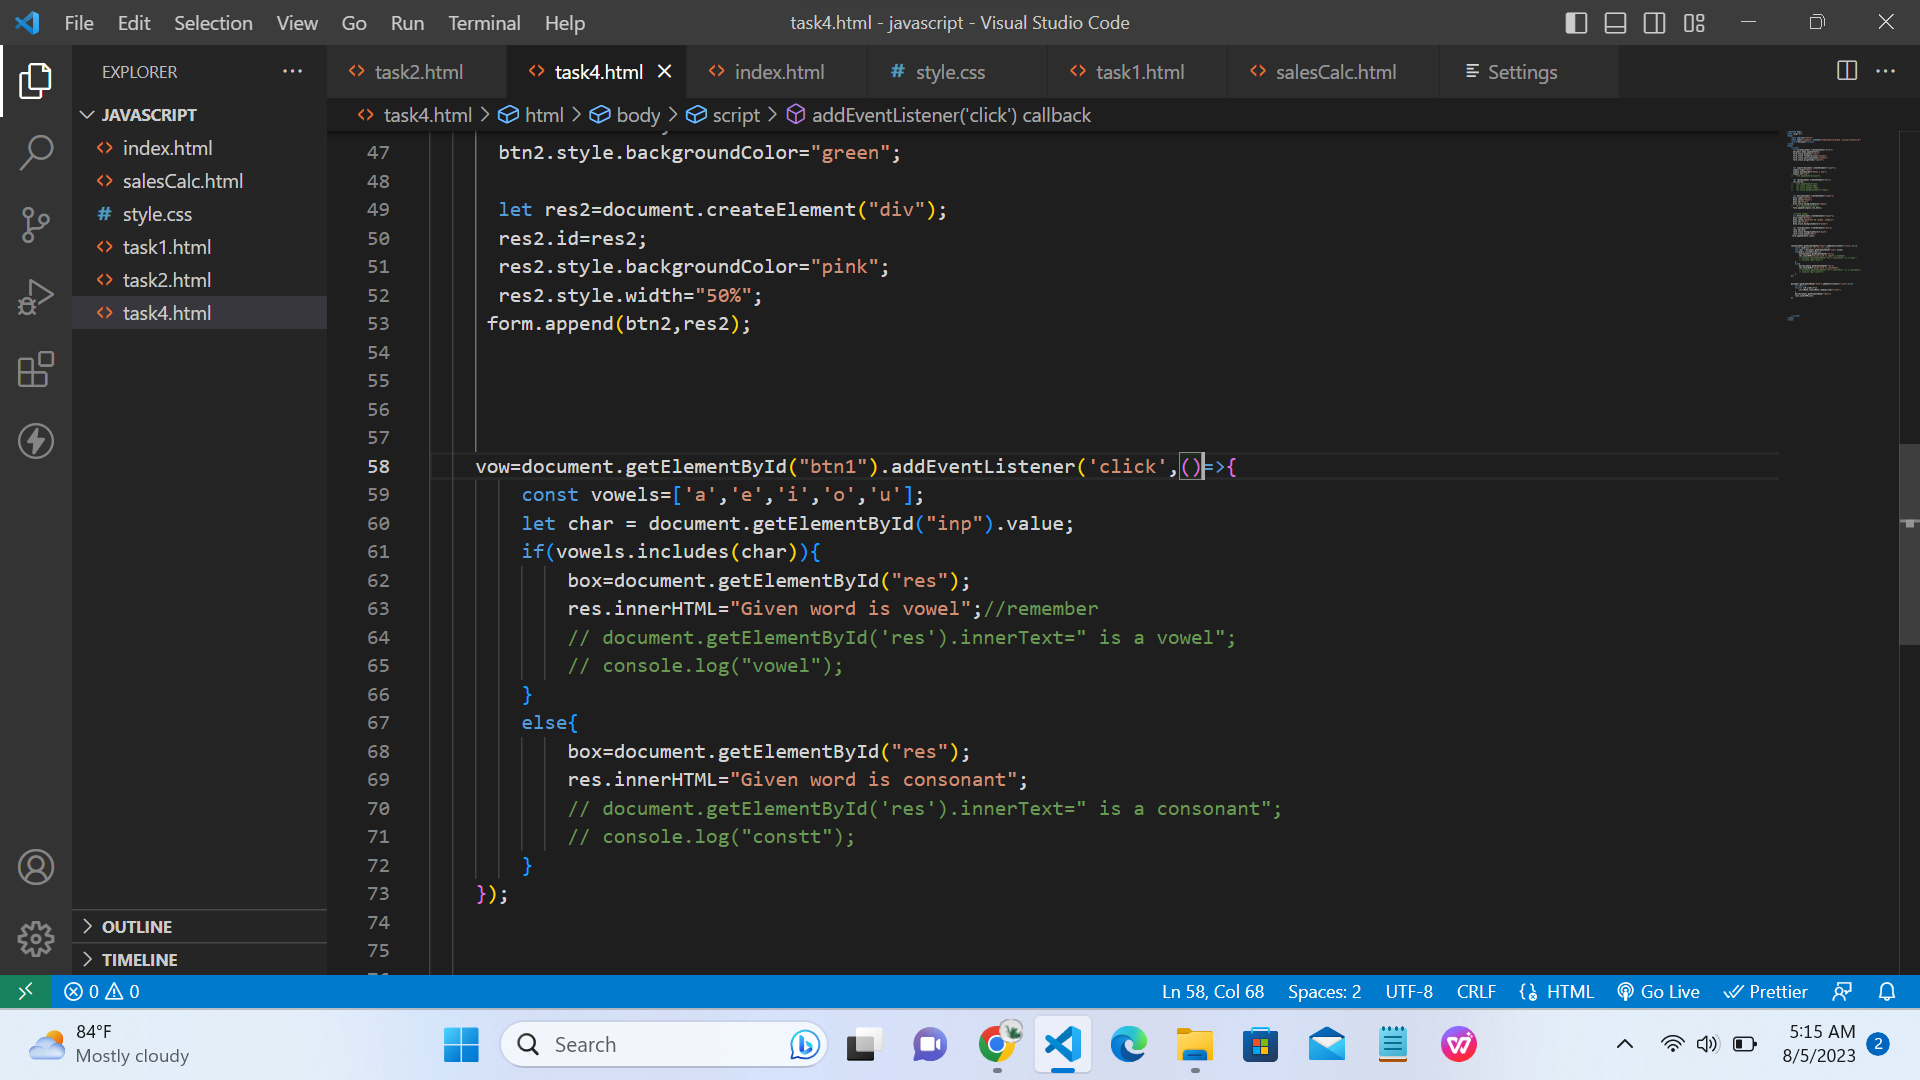 File Edit Selection View Go Run Terminal Help
task4.html - javascript - Visual Studio Code
EXPLORER
JAVASCRIPT
index.html
salesCalc.html
# style.css
task1.html
task2.html
task4.html
OUTLINE
TIMELINE
task2.html task4.html index.html # style.css task1.html salesCalc.html Settings
task4.html > html > body > script > addEventListener('click') callback
47 btn2.style.backgroundColor="green";
48
49 let res2=document.createElement("div");
50 res2.id=res2;
51 res2.style.backgroundColor="pink";
52 res2.style.width="50%";
53 form.append(btn2,res2);
54
55
56
57
58 vow=document.getElementById("btn1").addEventListener('click',()=>{
59 const vowels=['a','e','i','o','u'];
60 let char = document.getElementById("inp").value;
61 if(vowels.includes(char)){
62 box=document.getElementById("res");
63 res.innerHTML="Given word is vowel";//remember
64 // document.getElementById('res').innerText=" is a vowel";
65 // console.log("vowel");
66 }
67 else{
68 box=document.getElementById("res");
69 res.innerHTML="Given word is consonant";
70 // document.getElementById('res').innerText=" is a consonant";
71 // console.log("constt");
72 }
73 });
74
75
0 0 Ln 58, Col 68 Spaces: 2 UTF-8 CRLF HTML Go Live Prettier
84°F
Mostly cloudy
Search
5:15 AM
8/5/2023
2